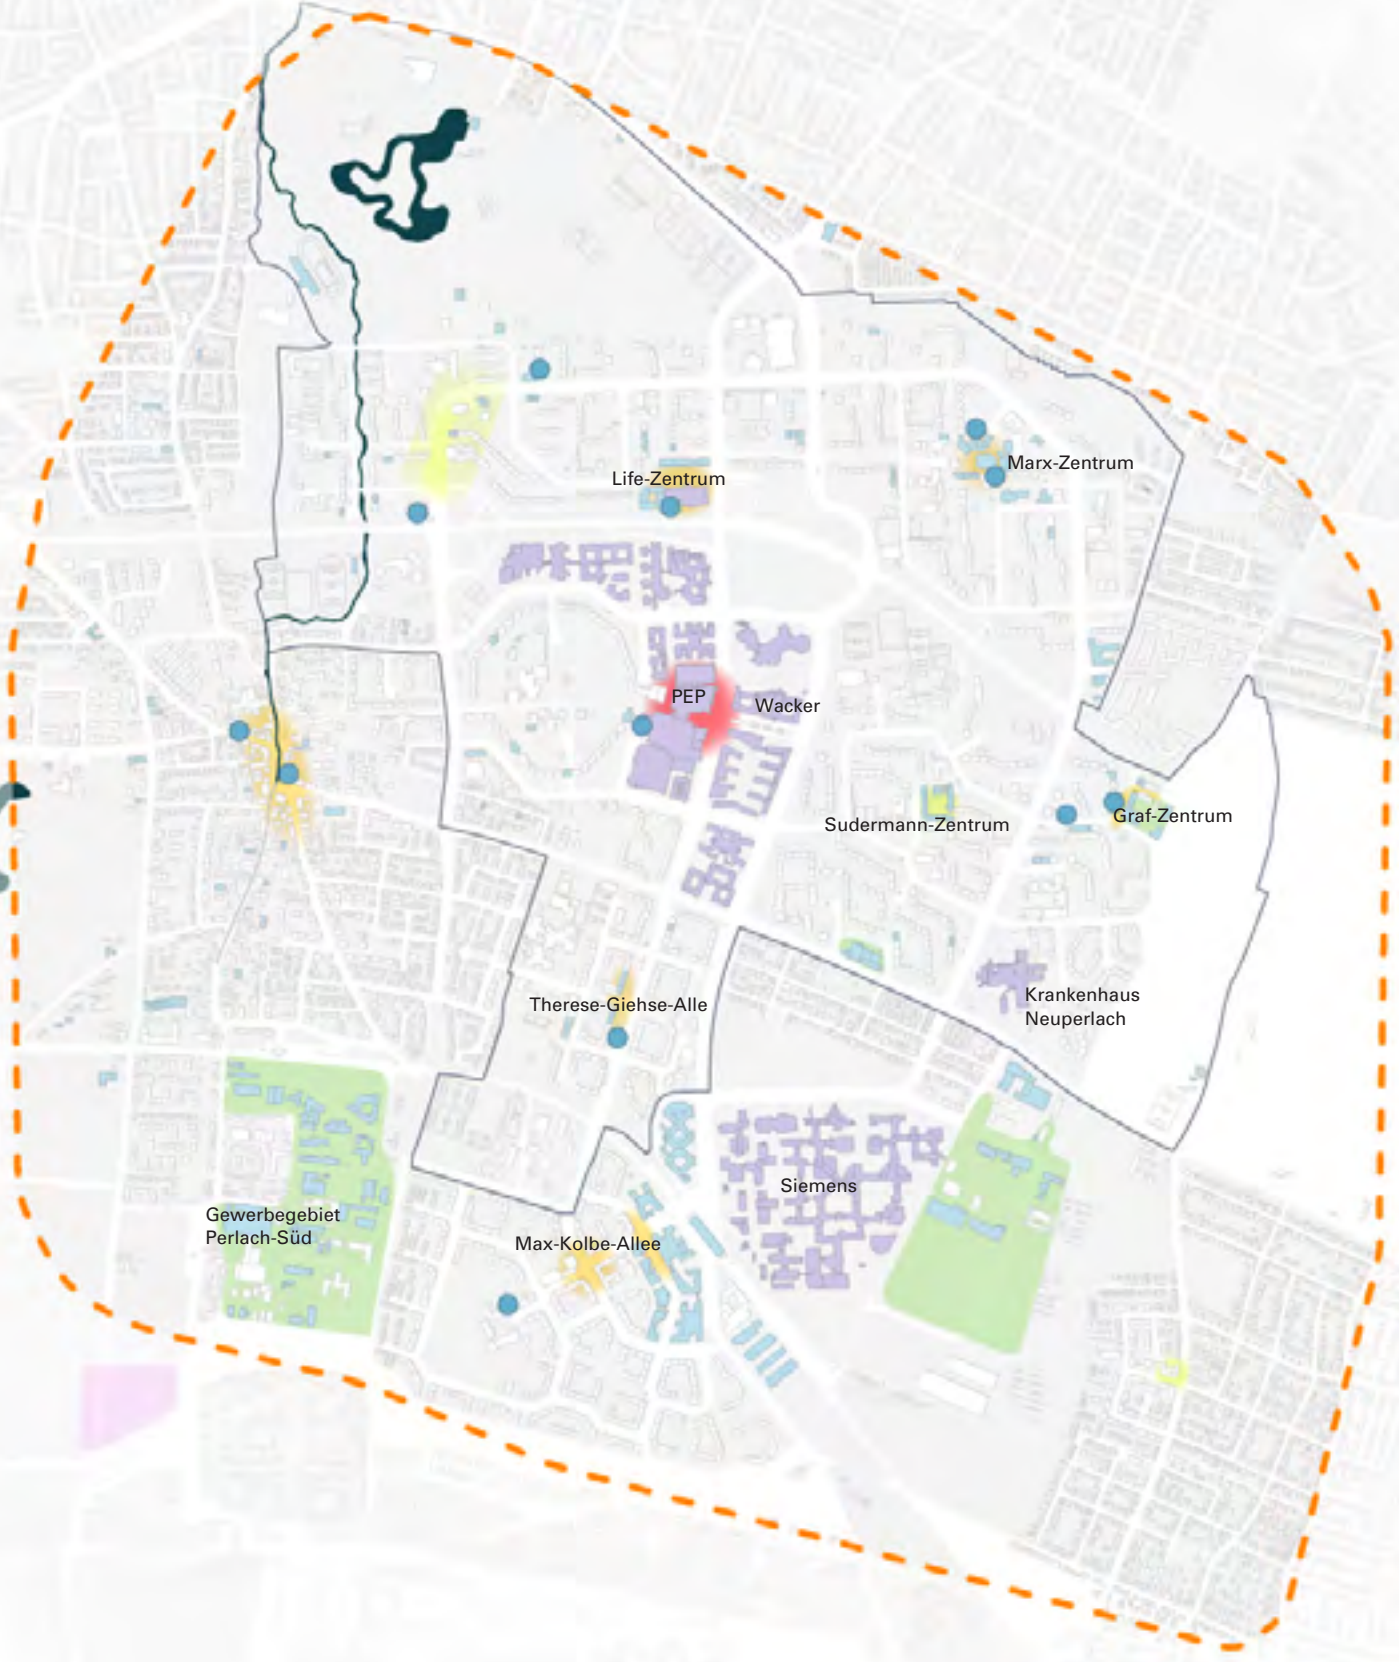 Life-Zentrum
Marx-Zentrum
PEP
Wacker
Sudermann-Zentrum
Graf-Zentrum
Krankenhaus
Neuperlach
Therese-Giehse-Alle
Siemens
Gewerbegebiet
Perlach-Süd
Max-Kolbe-Allee